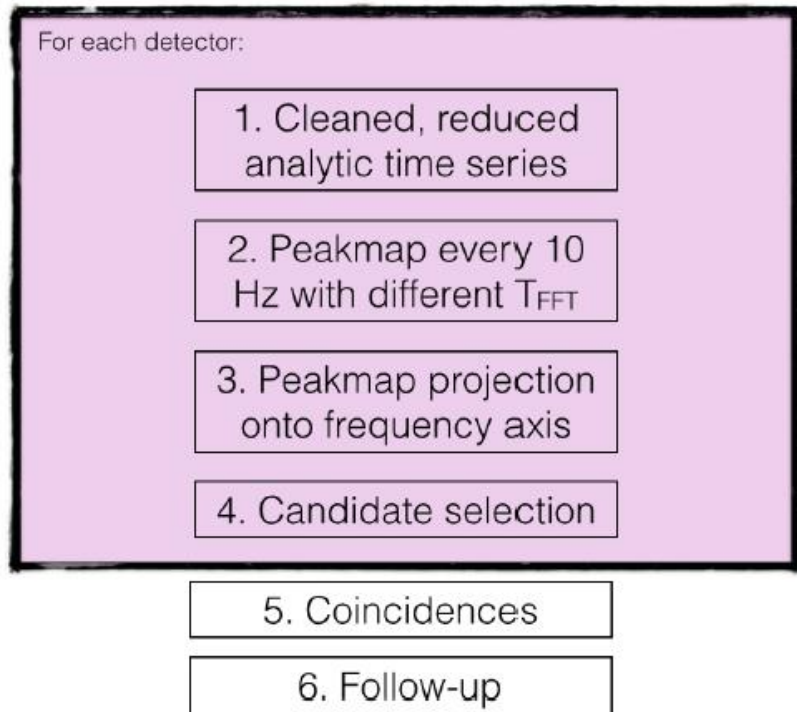 For each detector:
1. Cleaned, reduced
analytic time series
2. Peakmap every 10
Hz with different TFFT
3. Peakmap projection
onto frequency axis
4. Candidate selection
5. Coincidences
6. Follow-up